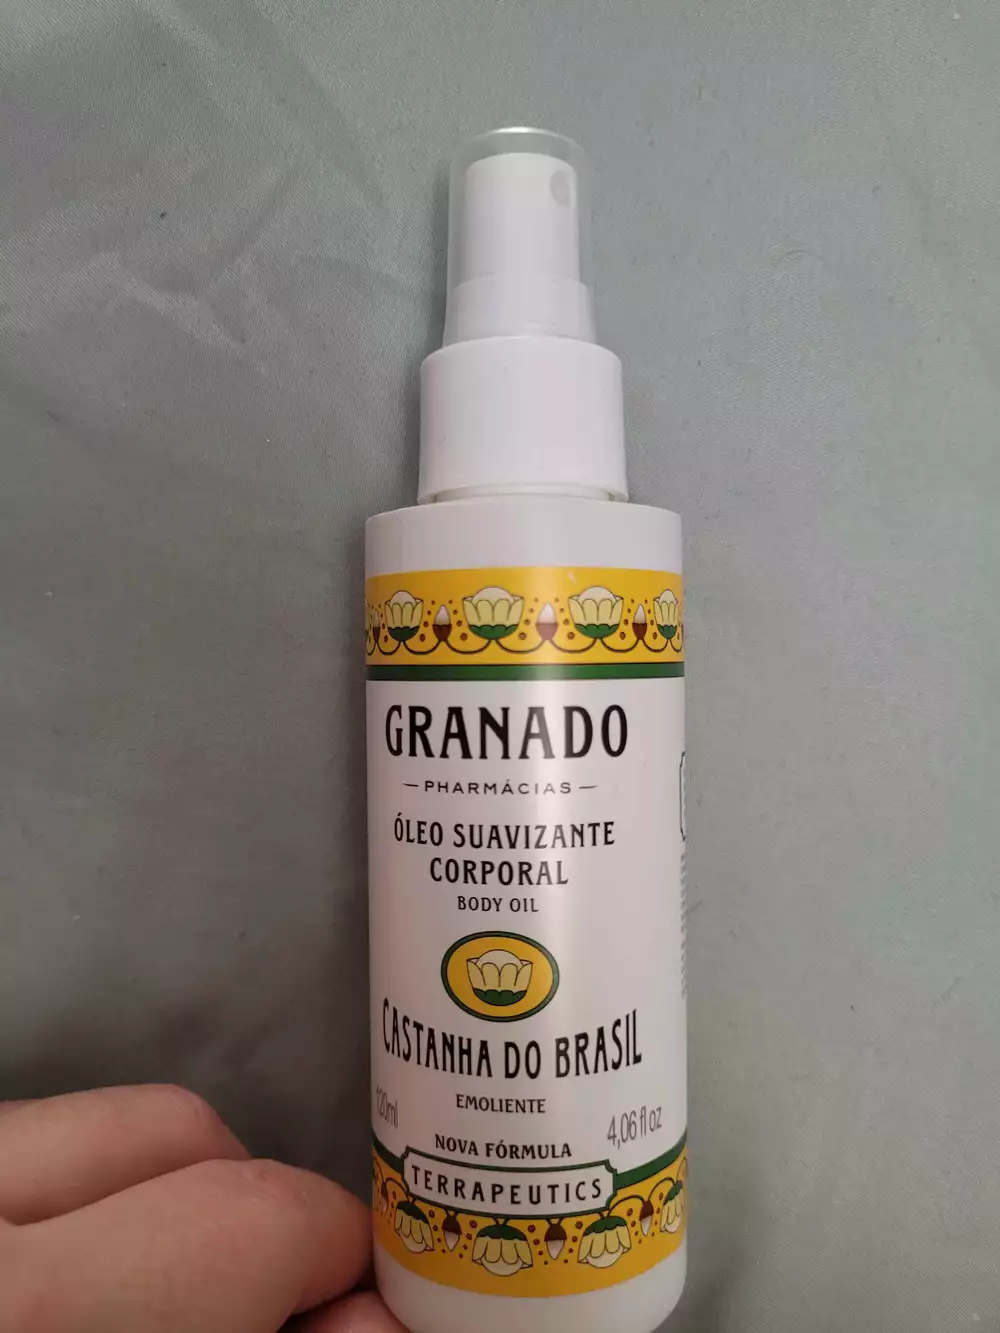 GRANADO
PHARMÁCIAS
ÓLEO SUAVIZANTE
CORPORAL
BODY OIL
CASTANHA DO BRASIL
EMOLIENTE
120ml
4,06 fl oz
NOVA FÓRMULA
TERRAPEUTICS